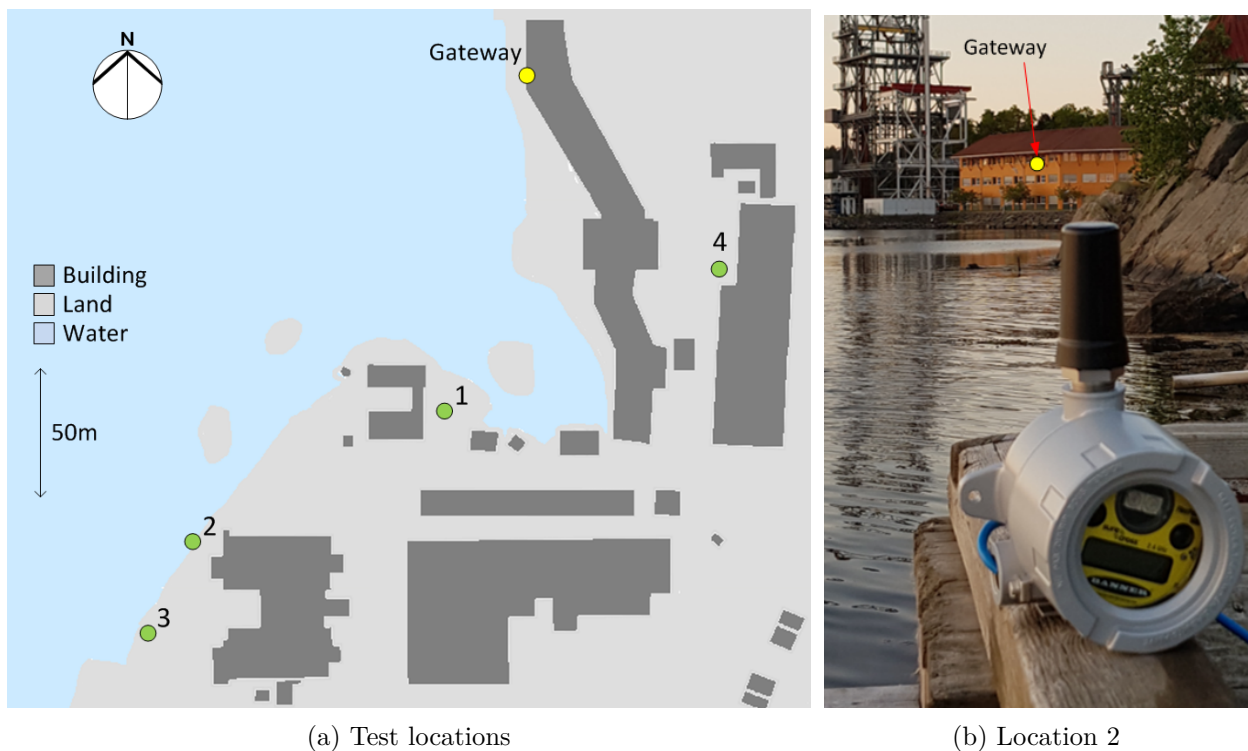 N
Gateway
4
Building
Land
Water
1
50m
2
3
Gateway
BANNER
(a) Test locations
(b) Location 2